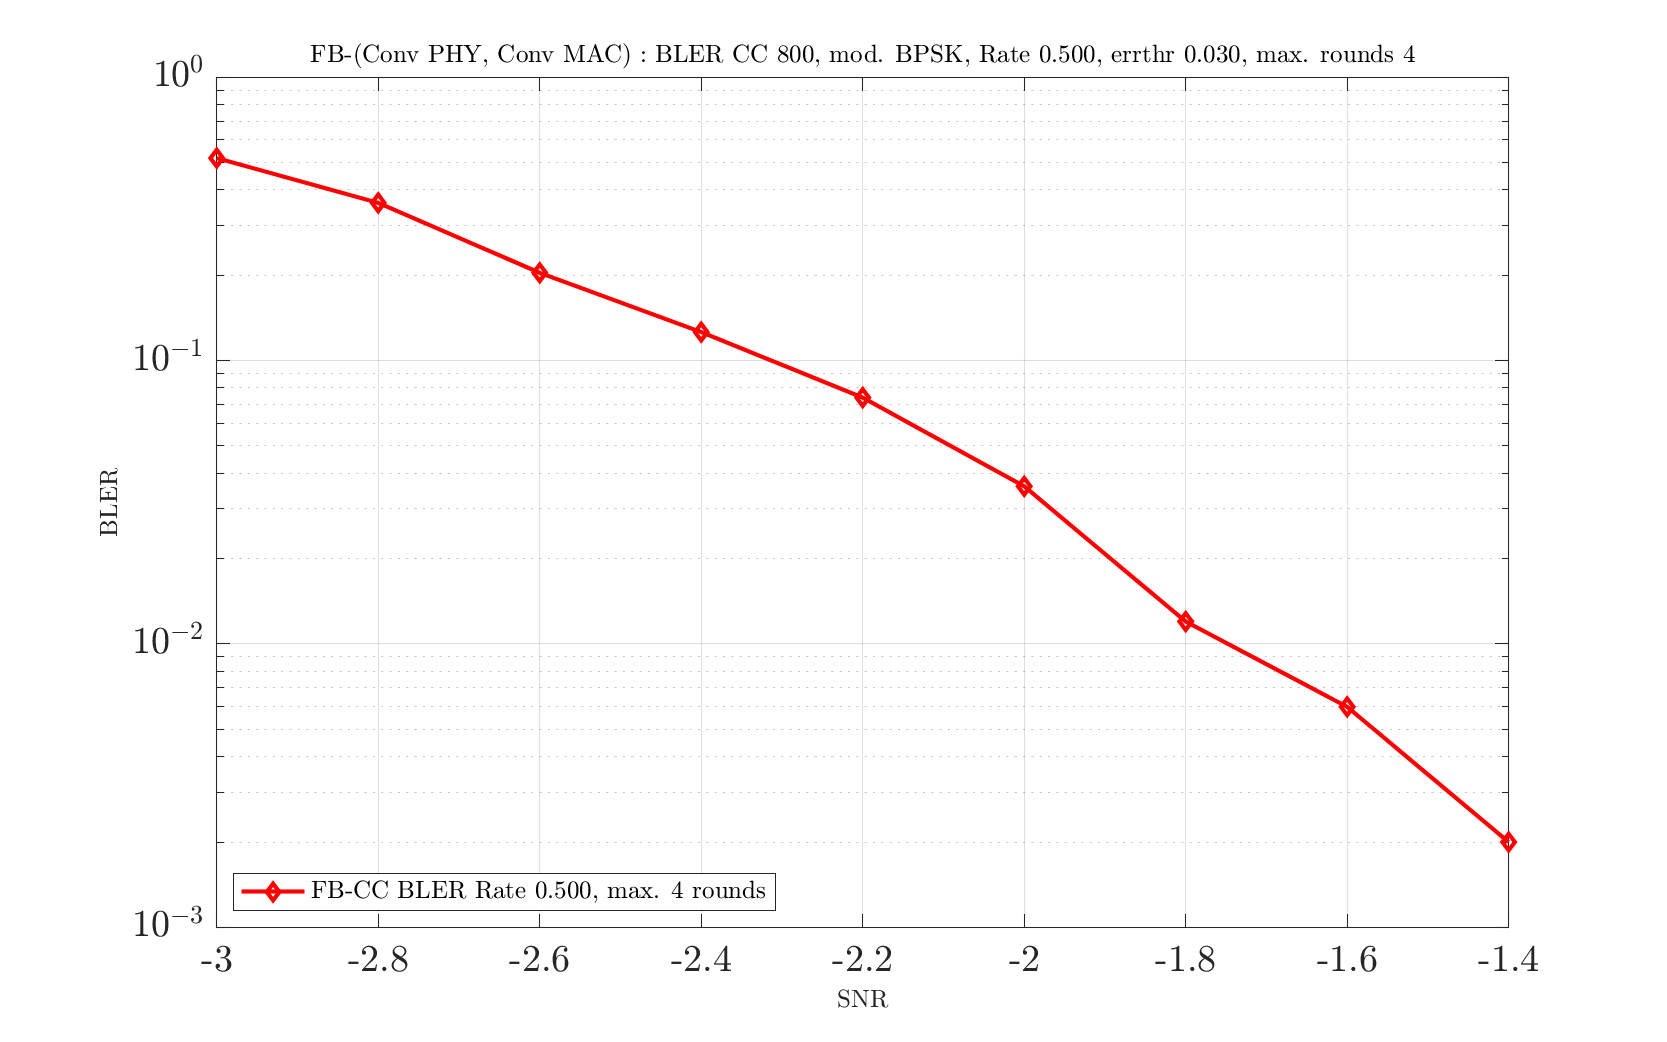 FB-(Conv PHY, Conv MAC) : BLER CC 800, mod. BPSK, Rate 0.500, errthr 0.030, max. rounds 4
10^0
10^-1
10^-2
10^-3
BLER
FB-CC BLER Rate 0.500, max. 4 rounds
-3 -2.8 -2.6 -2.4 -2.2 -2 -1.8 -1.6 -1.4
SNR